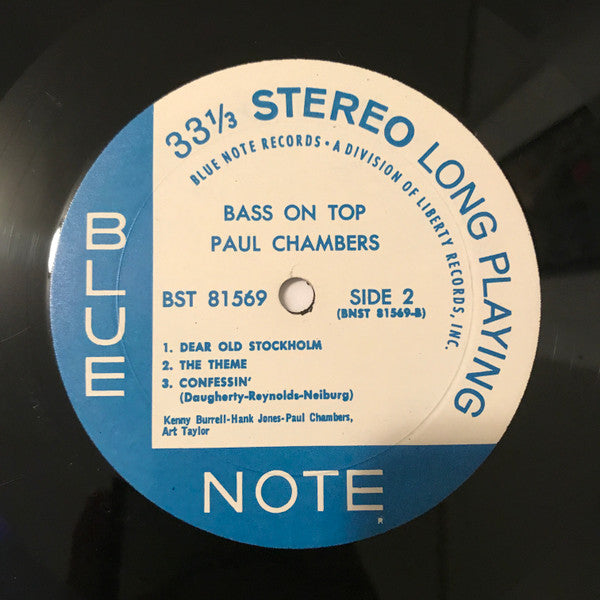 33⅓ STEREO LONG PLAYING
BLUE NOTE RECORDS • A DIVISION OF LIBERTY RECORDS, INC.
BASS ON TOP
PAUL CHAMBERS
BST 81569 SIDE 2
(BNST 81569-B)
1. DEAR OLD STOCKHOLM
2. THE THEME
3. CONFESSIN'
(Daugherty-Reynolds-Neiburg)
Kenny Burrell-Hank Jones-Paul Chambers,
Art Taylor
BLUE
NOTE
R